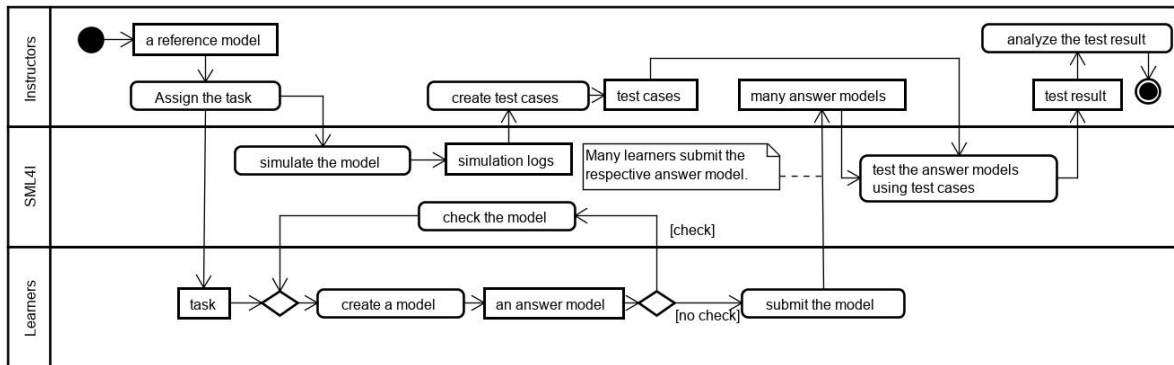 Instructors
a reference model
analyze the test result
Assign the task
create test cases
test cases
many answer models
test result
SML4I
simulate the model
simulation logs
Many learners submit the
respective answer model.
test the answer models
using test cases
check the model
[check]
Learners
task
create a model
an answer model
[no check]
submit the model